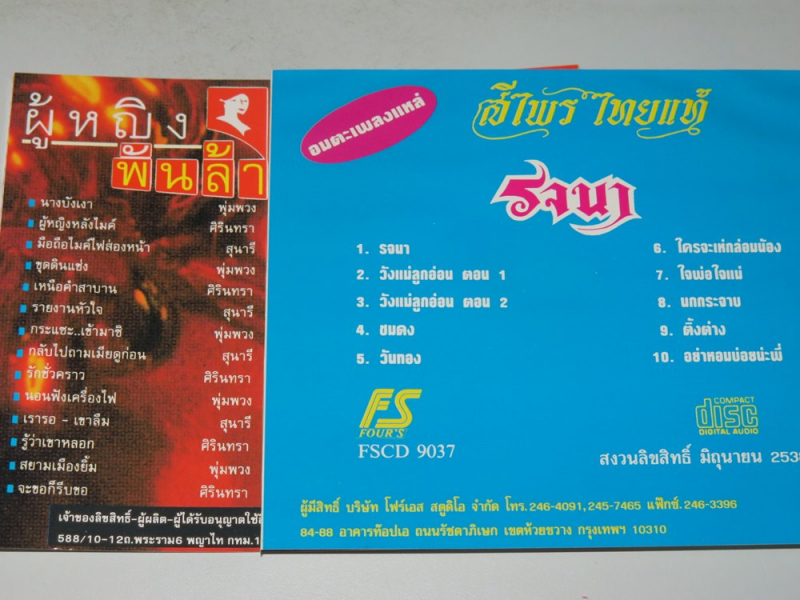 ผู้หญิง
พันล้า
นางบังเงา พุ่มพวง
ผู้หญิงหลังไมค์ ศิรินทรา
มือถือไมค์ไฟส่องหน้า สุนารี
ชุดดินแซ่ง พุ่มพวง
เหนือคำสาบาน ศิรินทรา
รายงานหัวใจ สุนารี
กระแซะ..เข้ามาซิ พุ่มพวง
กลับไปถามเมียดูก่อน สุนารี
รักชั่วคราว ศิรินทรา
นอนฟังเครื่องไฟ พุ่มพวง
เรารอ - เขาลืม สุนารี
รู้ว่าเขาหลอก ศิรินทรา
สยามเมืองยิ้ม พุ่มพวง
จะขอก็รีบขอ ศิรินทรา
เจ้าของลิขสิทธิ์-ผู้ผลิต-ผู้ได้รับอนุญาตใช้
588/10-12ถ.พระราม6 พญาไท กทม.1
อมตะเพลงแหล่
สีไพร ไทยแท้
รจนา
1. รจนา
2. วังแม่ลูกอ่อน ตอน 1
3. วังแม่ลูกอ่อน ตอน 2
4. ชมดง
5. วันทอง
6. ใครจะเห่กล่อมน้อง
7. ใจพ่อใจแม่
8. นกกระจาบ
9. ติ้งต่าง
10. อย่าหอมบ่อยน่ะพี่
FS
FOUR'S
FSCD 9037
COMPACT
disc
DIGITAL AUDIO
สงวนลิขสิทธิ์ มิถุนายน 2538
ผู้มีสิทธิ์ บริษัท โฟร์เอส สตูดิโอ จำกัด โทร.246-4091,245-7465 แฟ๊กซ์.246-3396
84-88 อาคารท๊อปเอ ถนนรัชดาภิเษก เขตห้วยขวาง กรุงเทพฯ 10310